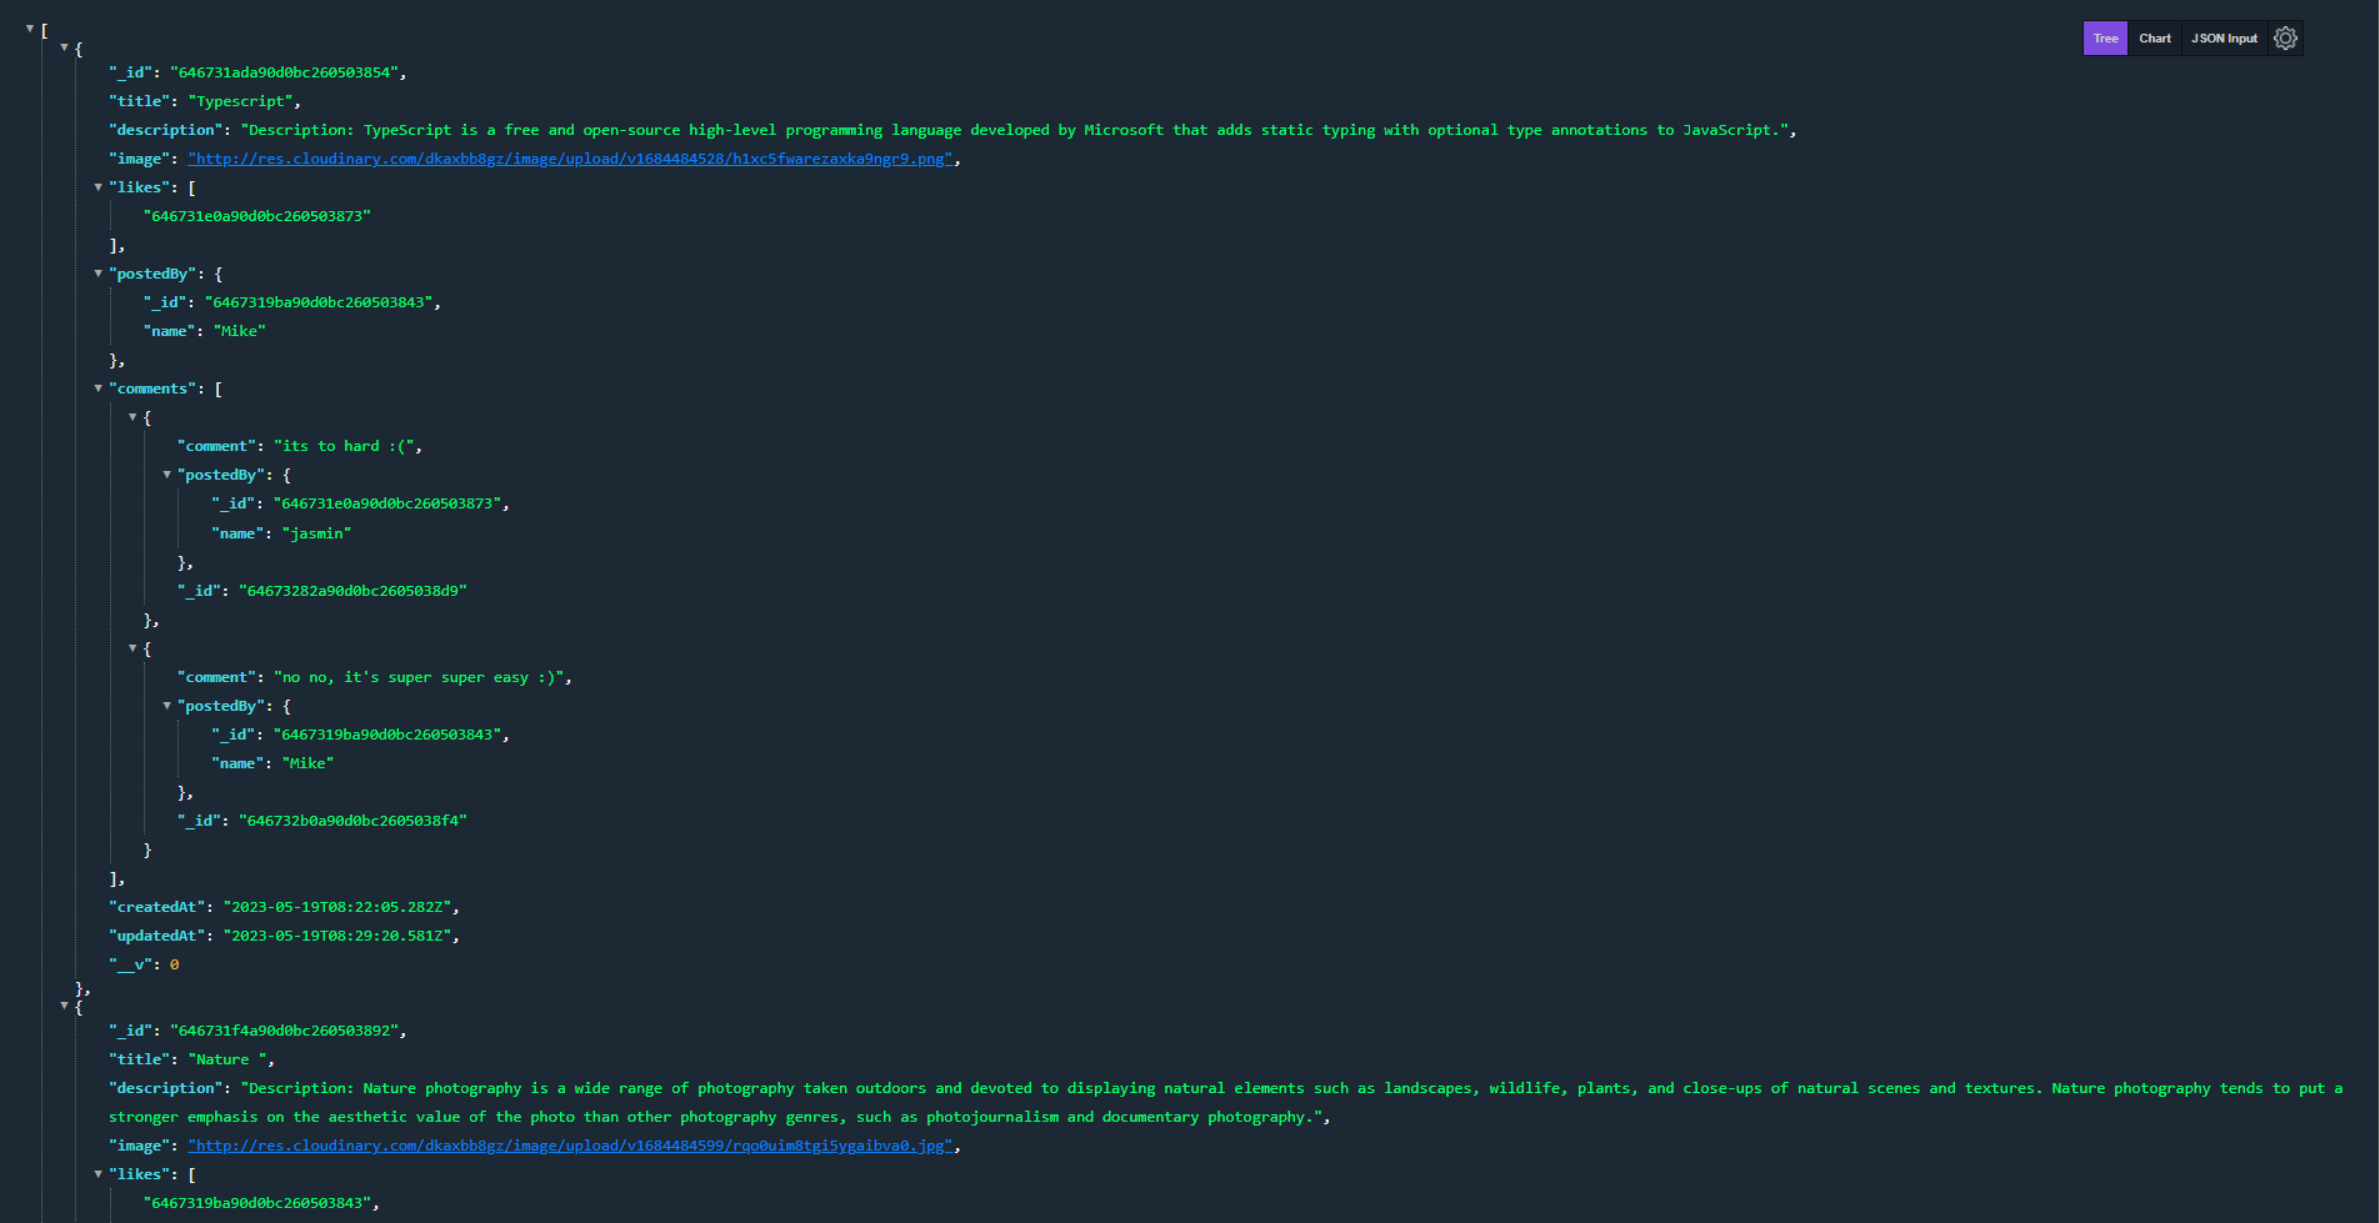 [
Tree Chart JSON Input
{
"_id": "646731ada90d0bc260503854",
"title": "Typescript",
"description": "Description: TypeScript is a free and open-source high-level programming language developed by Microsoft that adds static typing with optional type annotations to JavaScript.",
"image": "http://res.cloudinary.com/dkaxbb8gz/image/upload/v1684484528/h1xc5fwarezaxka9ngr9.png",
"likes": [
"646731e0a90d0bc260503873"
],
"postedBy": {
"_id": "6467319ba90d0bc260503843",
"name": "Mike"
},
"comments": [
{
"comment": "its to hard :(",
"postedBy": {
"_id": "646731e0a90d0bc260503873",
"name": "jasmin"
},
"_id": "64673282a90d0bc2605038d9"
},
{
"comment": "no no, it's super super easy :)",
"postedBy": {
"_id": "6467319ba90d0bc260503843",
"name": "Mike"
},
"_id": "646732b0a90d0bc2605038f4"
}
],
"createdAt": "2023-05-19T08:22:05.282Z",
"updatedAt": "2023-05-19T08:29:20.581Z",
"__v": 0
},
{
"_id": "646731f4a90d0bc260503892",
"title": "Nature ",
"description": "Description: Nature photography is a wide range of photography taken outdoors and devoted to displaying natural elements such as landscapes, wildlife, plants, and close-ups of natural scenes and textures. Nature photography tends to put a
stronger emphasis on the aesthetic value of the photo than other photography genres, such as photojournalism and documentary photography.",
"image": "http://res.cloudinary.com/dkaxbb8gz/image/upload/v1684484599/rqo0uim8tgi5ygaibva0.jpg",
"likes": [
"6467319ba90d0bc260503843",